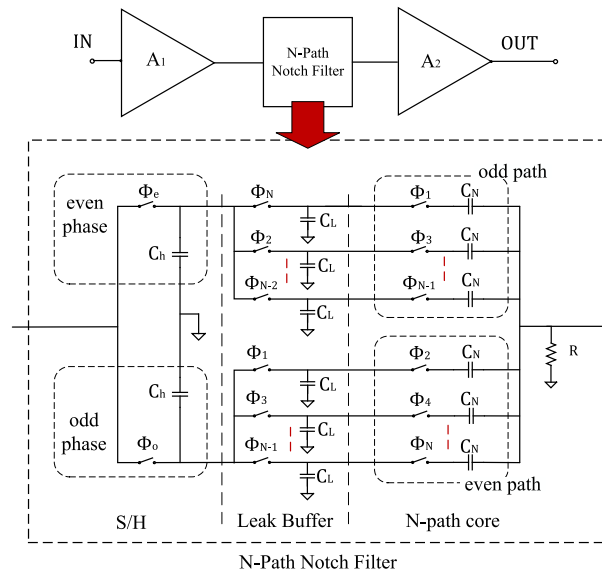 IN
A1
N-Path
Notch Filter
A2
OUT
odd path
even
phase
Φe
Ch
ΦN
CL
Φ1
CN
Φ2
CL
Φ3
CN
ΦN-2
CL
ΦN-1
CN
odd
phase
Ch
Φo
Φ1
CL
Φ2
CN
Φ3
CL
Φ4
CN
ΦN-1
CL
ΦN
CN
R
even path
S/H
Leak Buffer
N-path core
N-Path Notch Filter